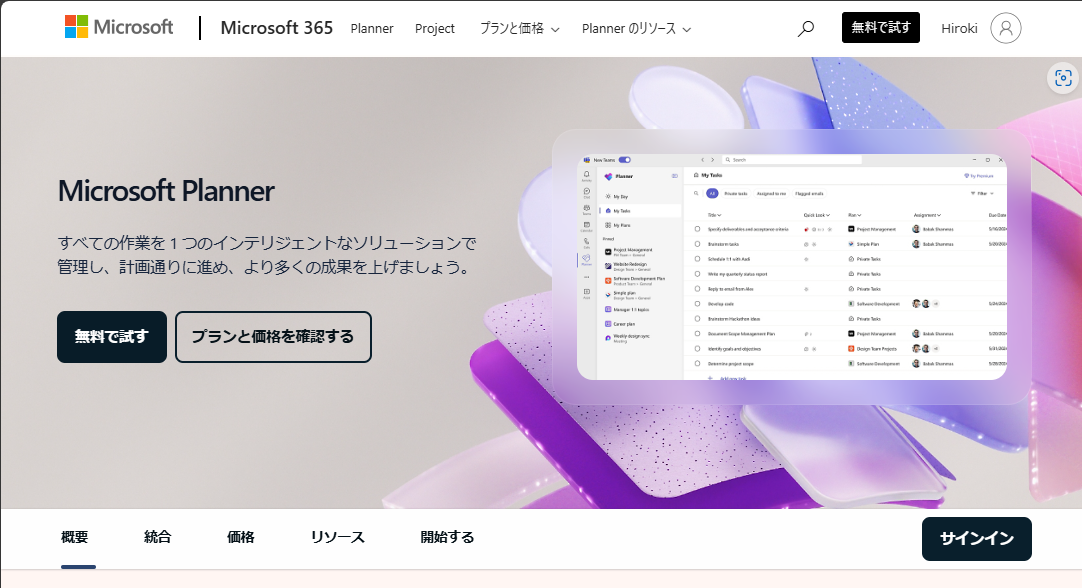 Microsoft
Microsoft 365
Planner
Project
プランと価格
Planner のリソース
無料で試す
Hiroki
Microsoft Planner
すべての作業を 1 つのインテリジェントなソリューションで
管理し、計画通りに進め、より多くの成果を上げましょう。
無料で試す
プランと価格を確認する
New Teams
Search
Planner
My Day
My Tasks
My Plans
Pinned
Project Management
Website Redesign
Design Team > General
Software Development Plan
Product Team > General
Simple plan
Design Team > General
Manager 1:1 topics
Career plan
Weekly design sync
Meeting
My Tasks
Try Premium
All
Private tasks
Assigned to me
Flagged emails
Filter
Title
Quick Look
Plan
Assignment
Due Date
Specify deliverables and acceptance criteria
Project Management
Babak Shammas
Brainstorm tasks
Simple Plan
Babak Shammas
Schedule 1:1 with Aadi
Private Tasks
Write my quarterly status report
Private Tasks
Reply to email from Alex
Private Tasks
Develop code
Software Development
Brainstorm Hackathon ideas
Private Tasks
Document Scope Management Plan
Project Management
Babak Shammas
Identify goals and objectives
Design Team Projects
Determine project scope
Software Development
Babak Shammas
Add new task
概要
統合
価格
リソース
開始する
サインイン